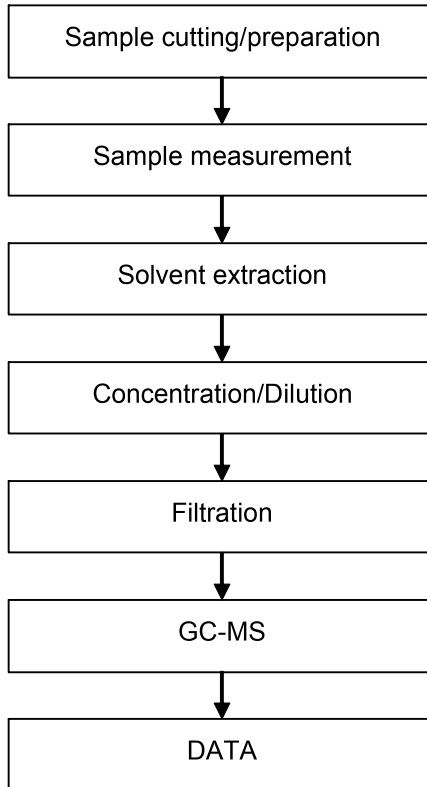 Sample cutting/preparation
Sample measurement
Solvent extraction
Concentration/Dilution
Filtration
GC-MS
DATA